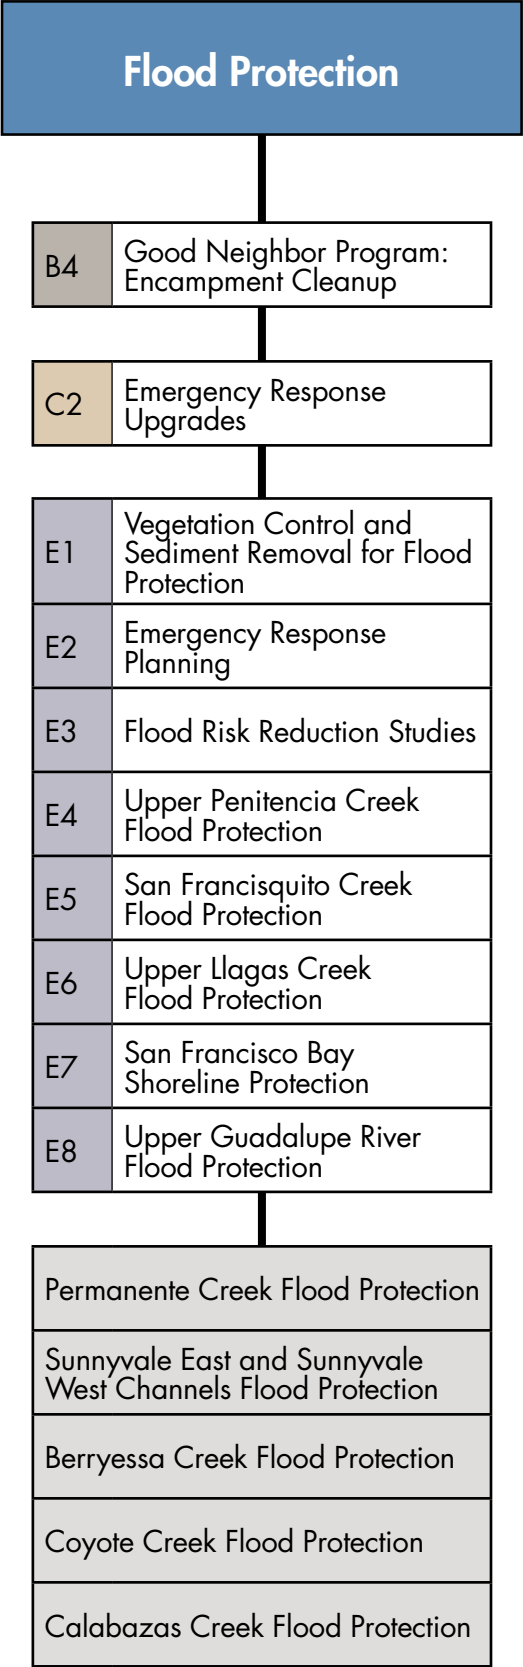 Flood Protection
B4
Good Neighbor Program:
Encampment Cleanup
C2
Emergency Response
Upgrades
E1
Vegetation Control and
Sediment Removal for Flood
Protection
E2
Emergency Response
Planning
E3
Flood Risk Reduction Studies
E4
Upper Penitencia Creek
Flood Protection
E5
San Francisquito Creek
Flood Protection
E6
Upper Llagas Creek
Flood Protection
E7
San Francisco Bay
Shoreline Protection
E8
Upper Guadalupe River
Flood Protection
Permanente Creek Flood Protection
Sunnyvale East and Sunnyvale
West Channels Flood Protection
Berryessa Creek Flood Protection
Coyote Creek Flood Protection
Calabazas Creek Flood Protection